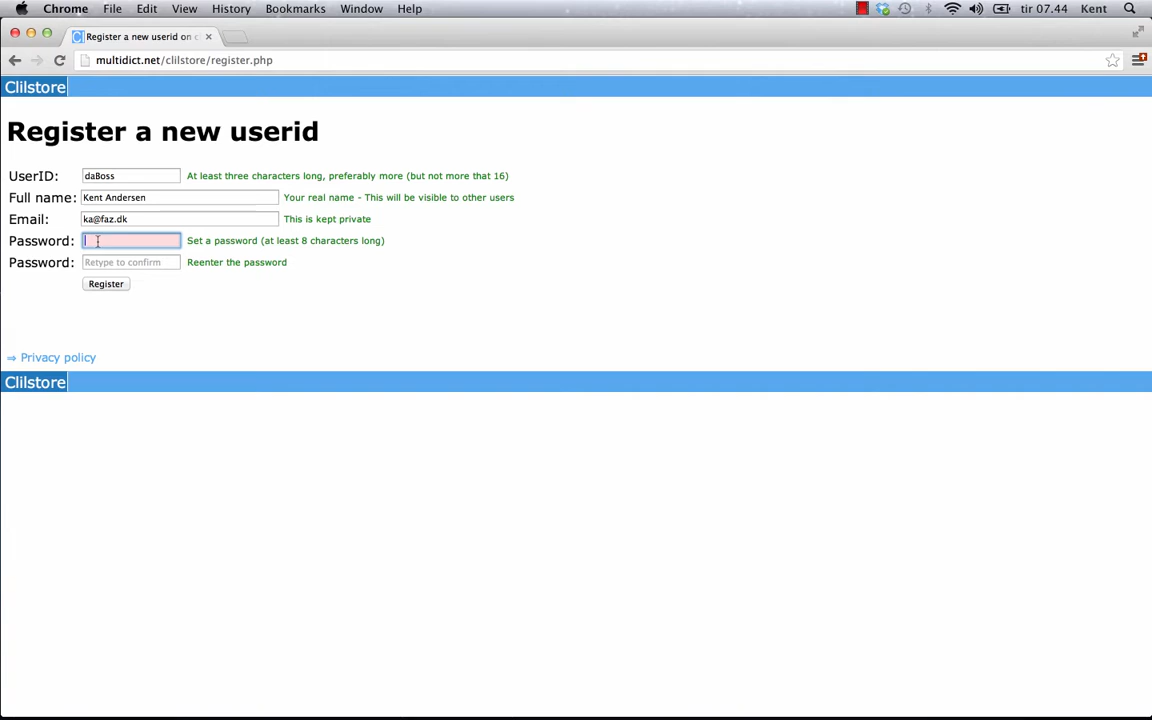 Chrome File Edit View History Bookmarks Window Help tir 07.44 Kent
Register a new userid on c
multidict.net/clilstore/register.php
Clilstore
Register a new userid
UserID: daBoss At least three characters long, preferably more (but not more that 16)
Full name: Kent Andersen Your real name - This will be visible to other users
Email: ka@faz.dk This is kept private
Password: Set a password (at least 8 characters long)
Password: Retype to confirm Reenter the password
Register
⇒ Privacy policy
Clilstore